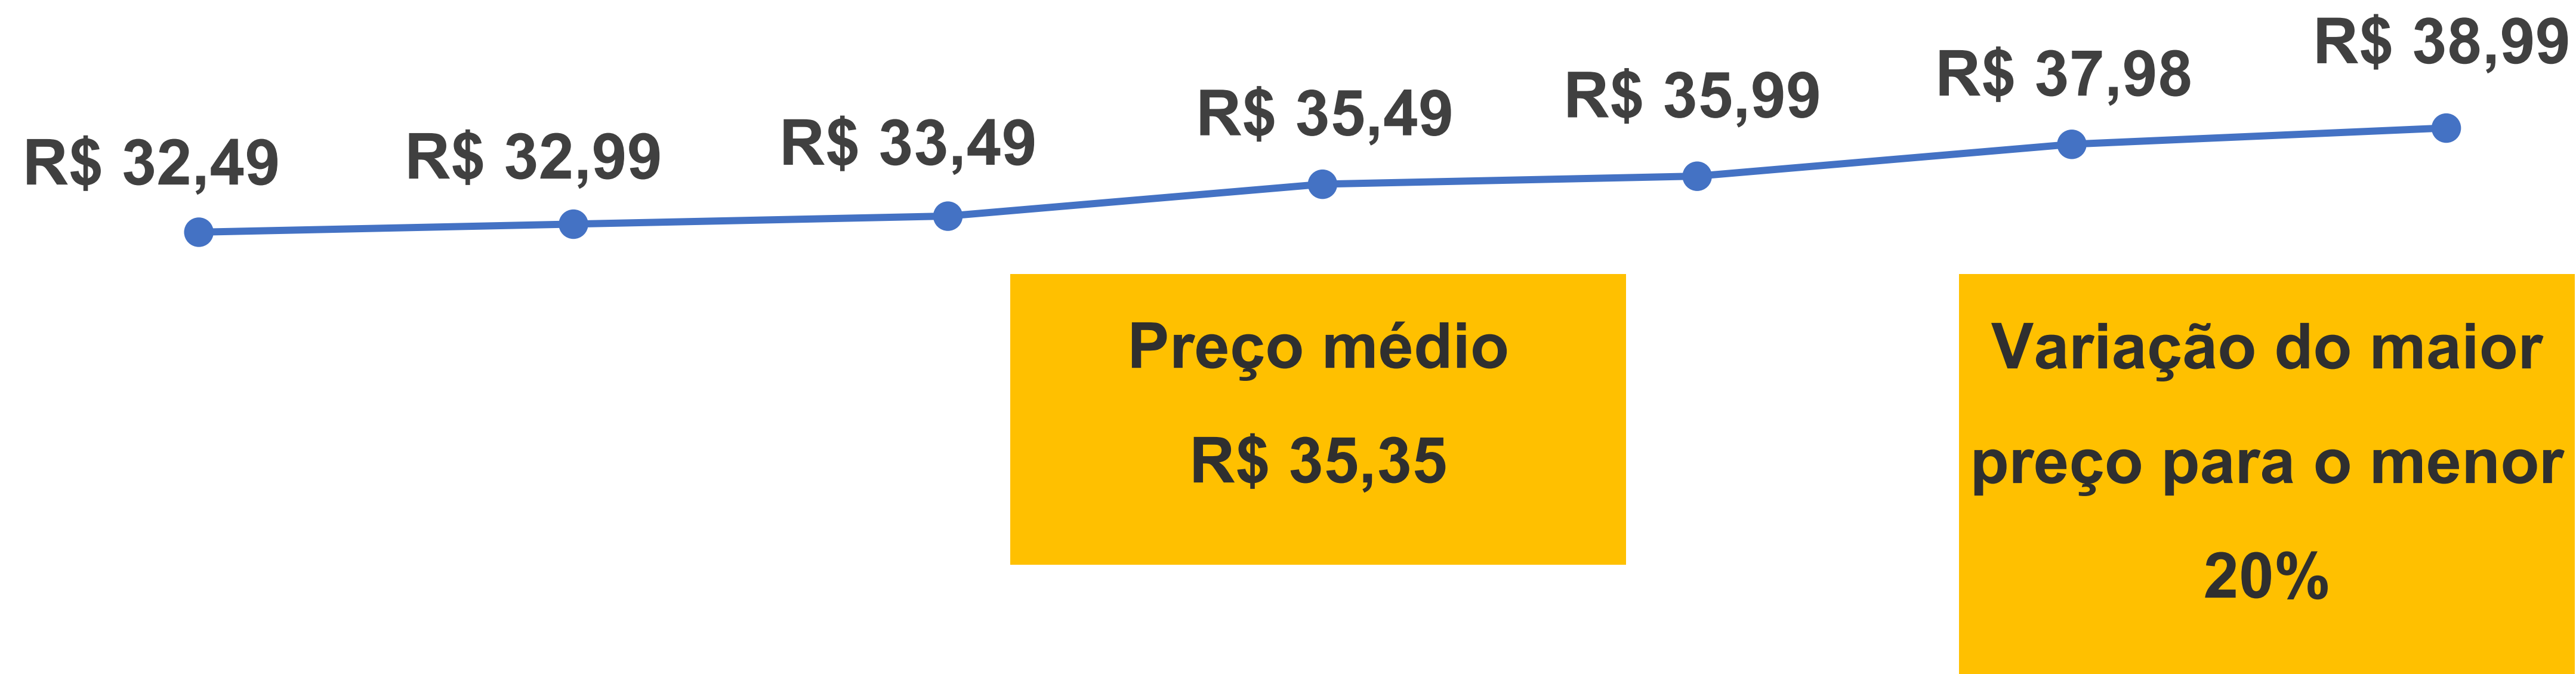 R$ 32,49
R$ 32,99
R$ 33,49
R$ 35,49
R$ 35,99
R$ 37,98
R$ 38,99
Preço médio
R$ 35,35
Variação do maior
preço para o menor
20%